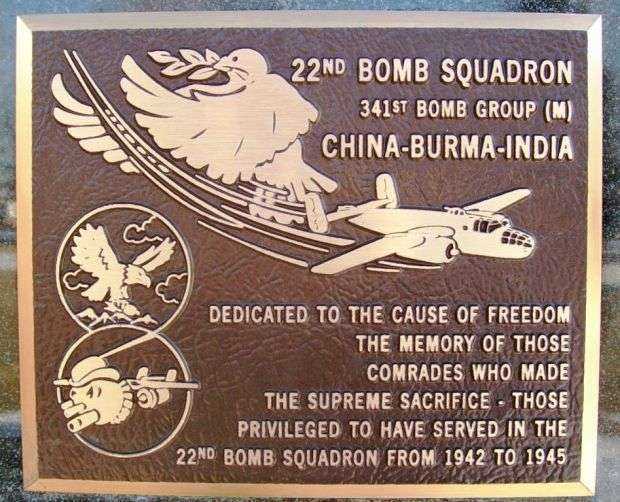 22ND BOMB SQUADRON
341ST BOMB GROUP (M)
CHINA-BURMA-INDIA
DEDICATED TO THE CAUSE OF FREEDOM
THE MEMORY OF THOSE
COMRADES WHO MADE
THE SUPREME SACRIFICE - THOSE
PRIVILEGED TO HAVE SERVED IN THE
22ND BOMB SQUADRON FROM 1942 TO 1945